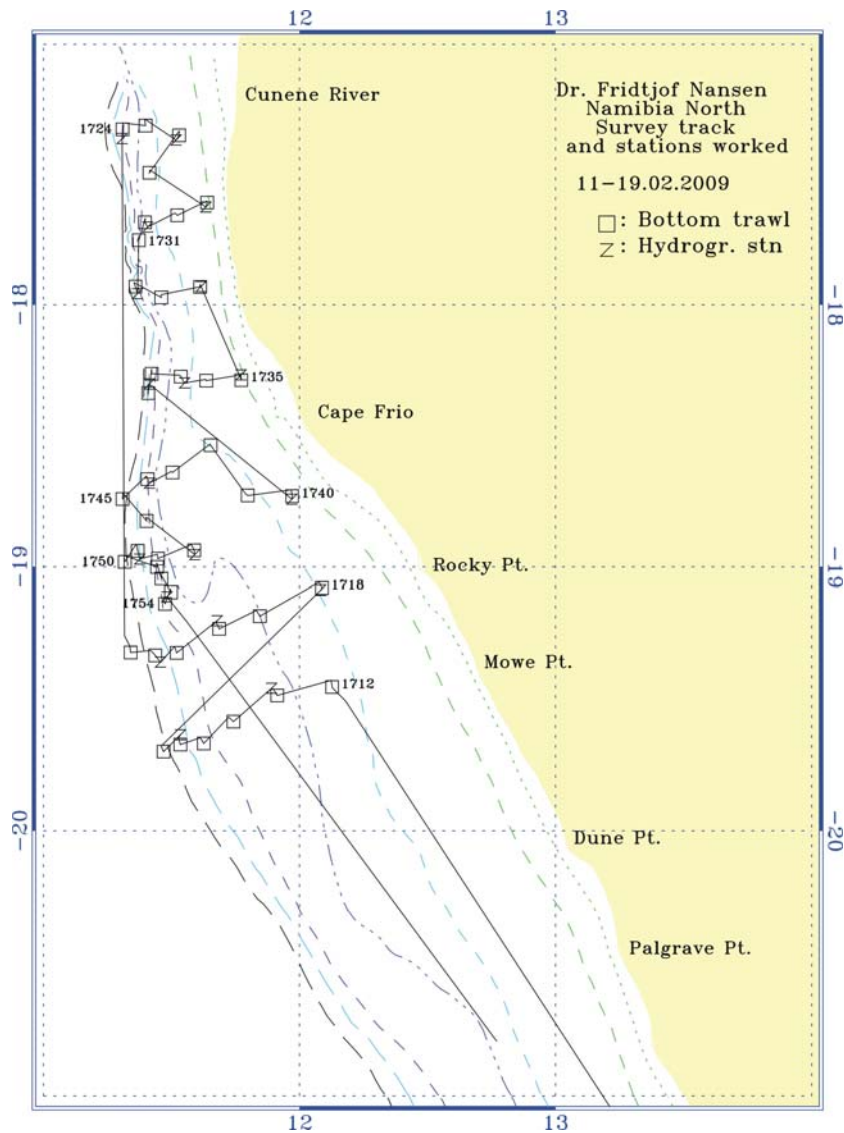 12 13
Cunene River
Dr. Fridtjof Nansen
Namibia North
Survey track
and stations worked
11-19.02.2009
□: Bottom trawl
Z: Hydrogr. stn
1724
1731
-18 -18
1735
Cape Frio
1745
1740
1750
Rocky Pt.
-19 -19
1718
1754
Mowe Pt.
1712
-20 -20
Dune Pt.
Palgrave Pt.
12 13